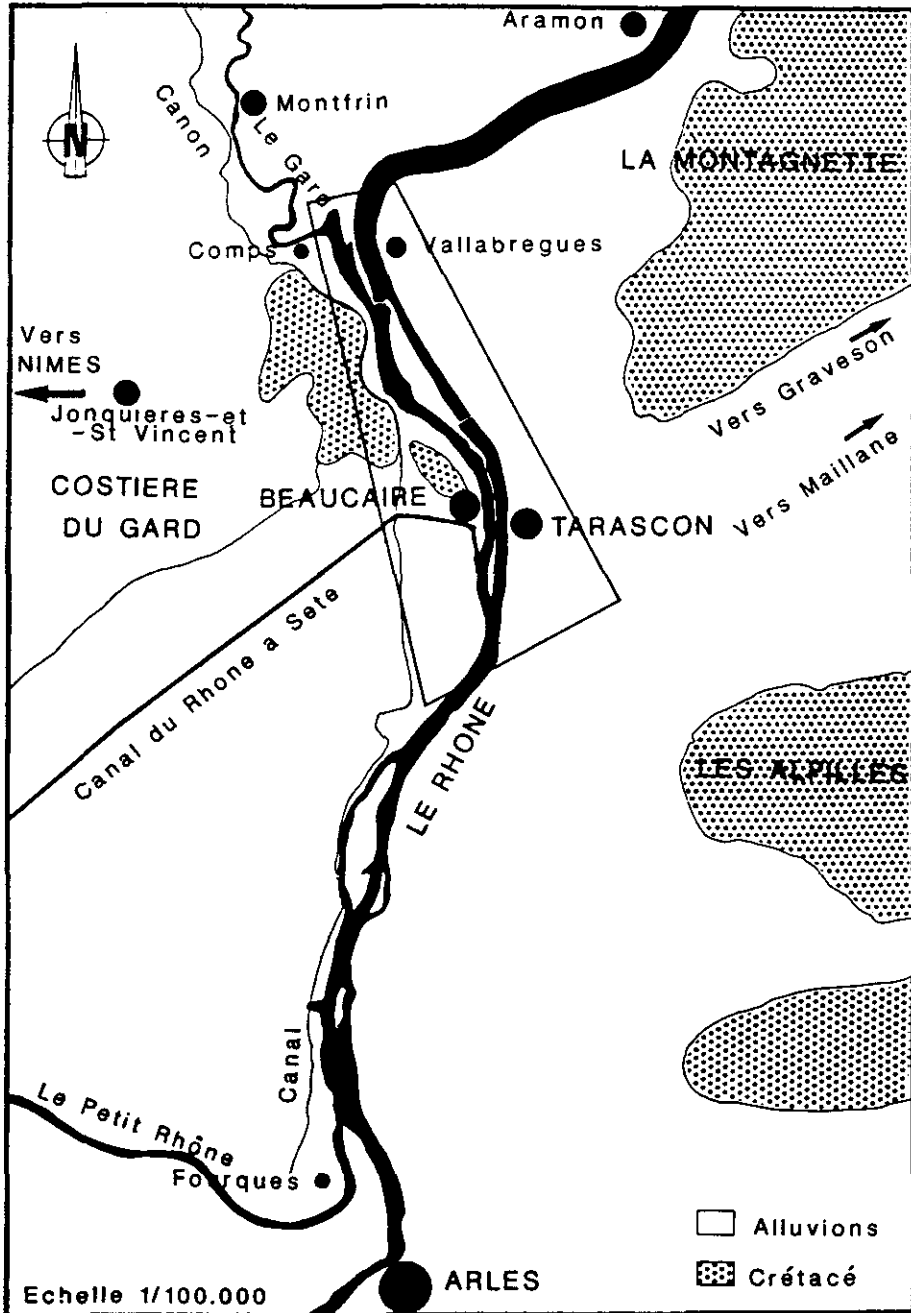 Aramon
Montfrin
Canon
Le Gard
N
LA MONTAGNETTE
Comps
Vallabregues
Vers
NIMES
Jonquieres-et
-St Vincent
Vers Graveson
Vers Maillane
COSTIERE
DU GARD
BEAUCAIRE
TARASCON
Canal du Rhone a Sete
LE RHONE
LES ALPILLES
Canal
Le Petit Rhône
Fourques
Alluvions
Crétacé
ARLES
Echelle 1/100.000